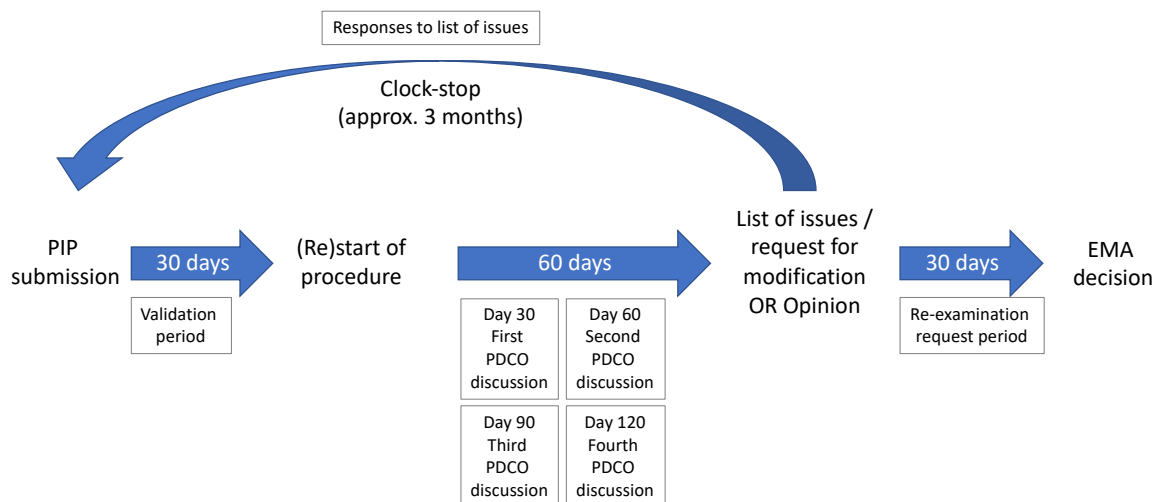 Responses to list of issues
Clock-stop
(approx. 3 months)
PIP
submission
30 days
Validation
period
(Re)start of
procedure
60 days
Day 30
First
PDCO
discussion
Day 60
Second
PDCO
discussion
Day 90
Third
PDCO
discussion
Day 120
Fourth
PDCO
discussion
List of issues /
request for
modification
OR Opinion
30 days
Re-examination
request period
EMA
decision